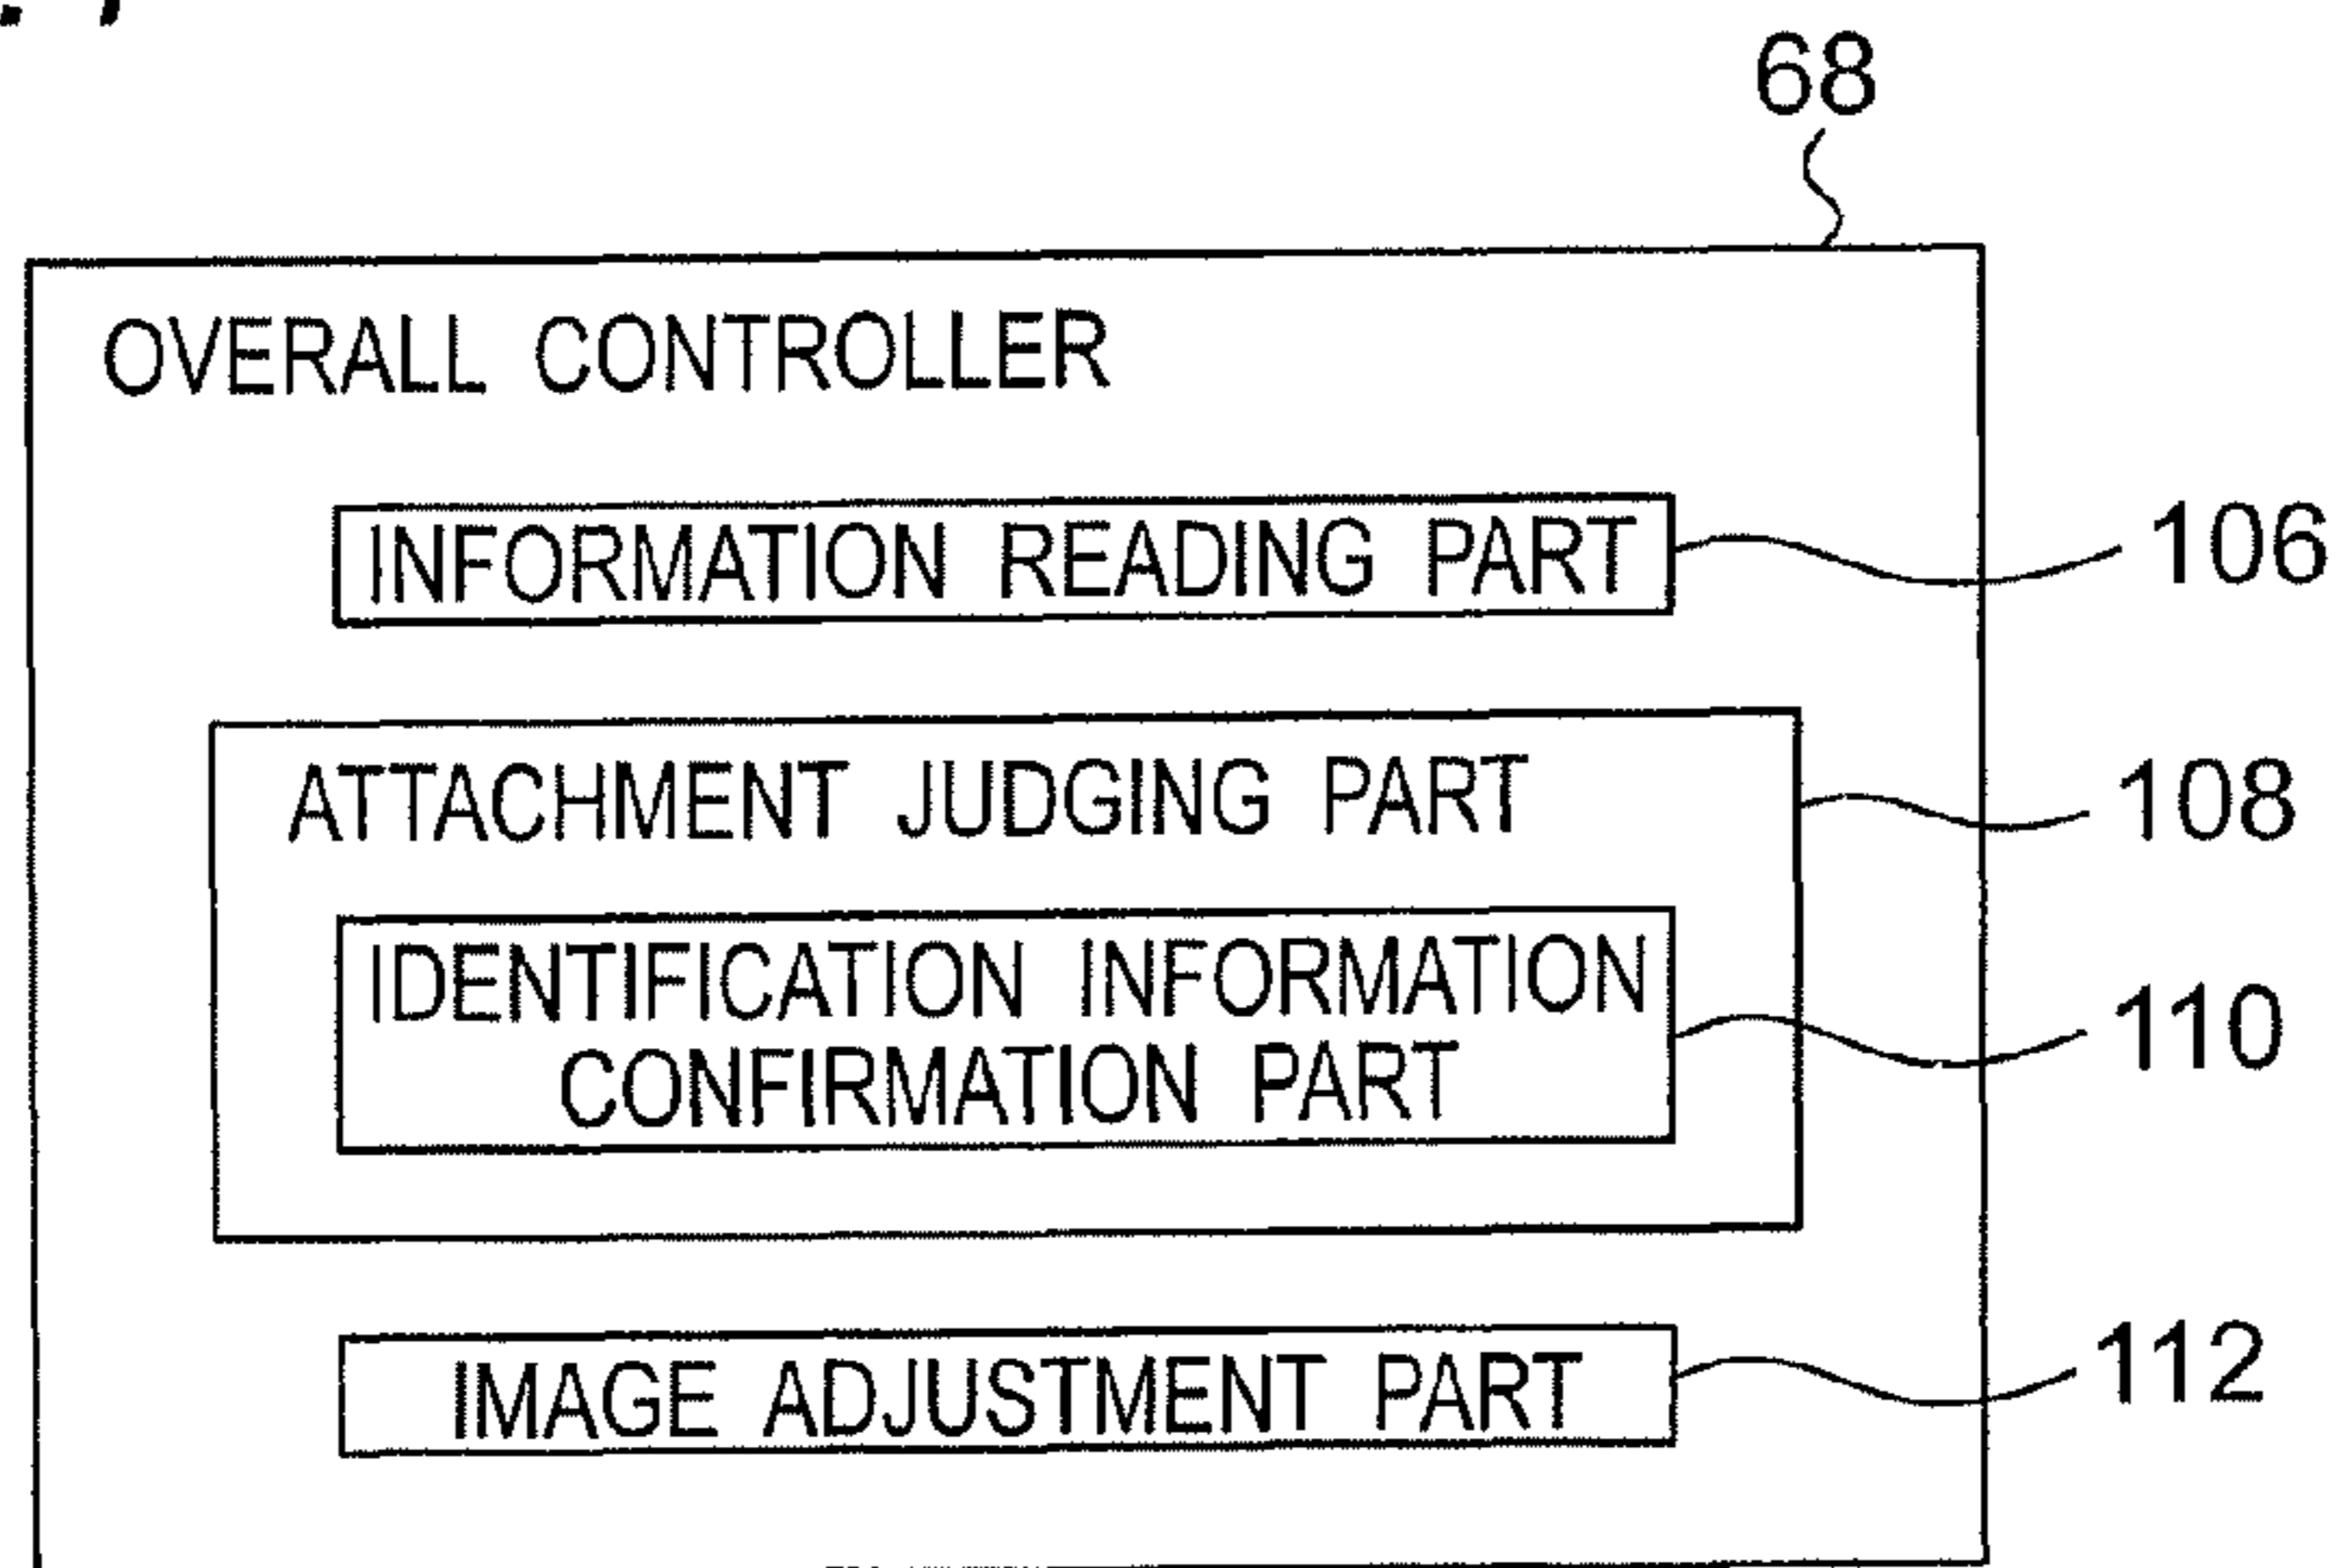 68
OVERALL CONTROLLER
INFORMATION READING PART
106
ATTACHMENT JUDGING PART
108
IDENTIFICATION INFORMATION
CONFIRMATION PART
110
IMAGE ADJUSTMENT PART
112